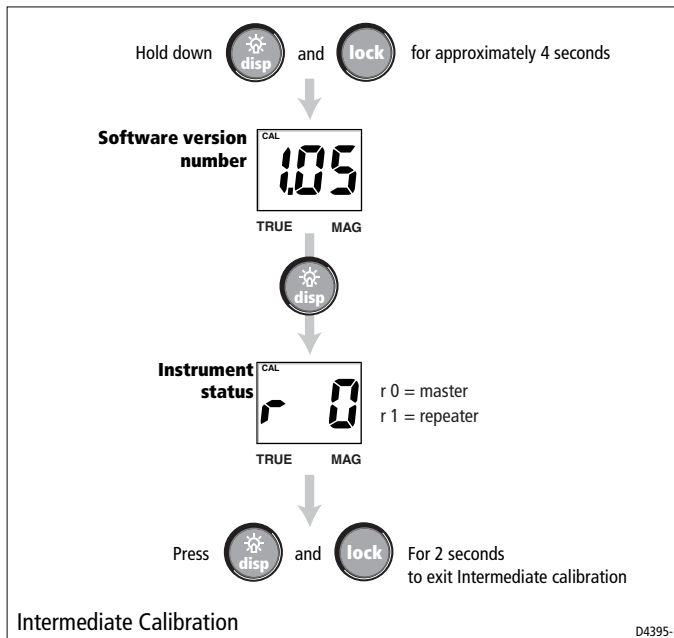 Hold down disp and lock for approximately 4 seconds
Software version
number
CAL
1.05
TRUE MAG
disp
Instrument
status
CAL
r 0
r 0 = master
r 1 = repeater
TRUE MAG
Press disp and lock For 2 seconds
to exit Intermediate calibration
Intermediate Calibration
D4395-